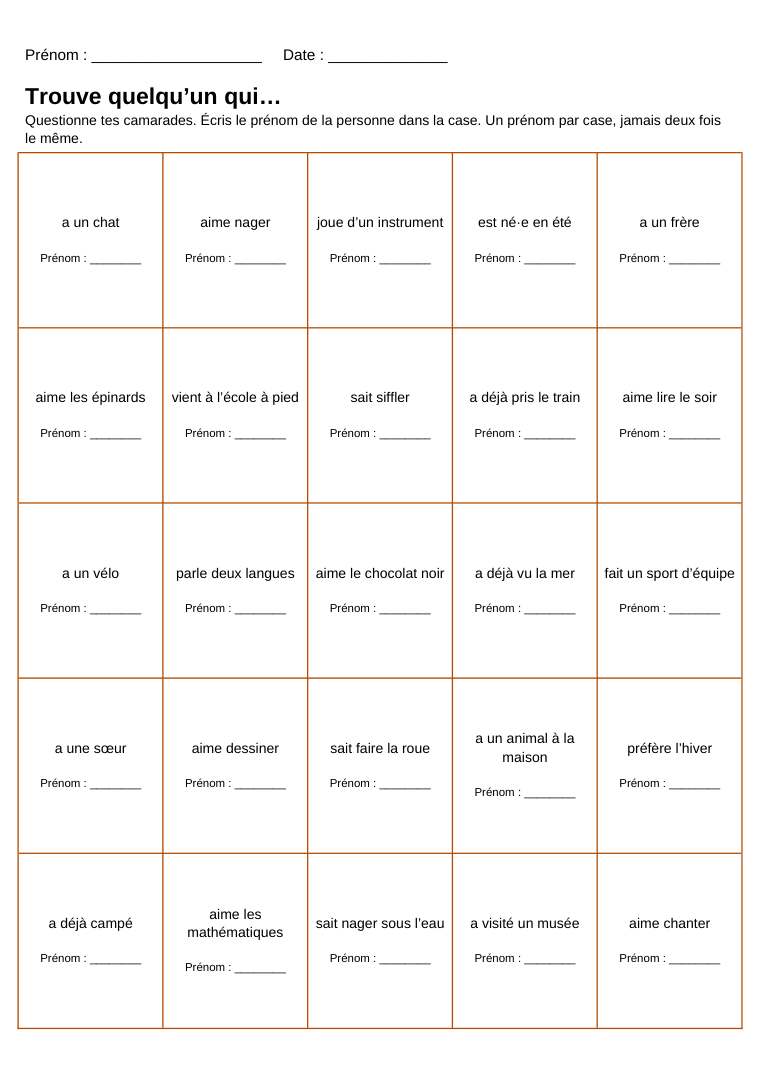 Prénom : ____________________ Date : ______________
Trouve quelqu’un qui…
Questionne tes camarades. Écris le prénom de la personne dans la case. Un prénom par case, jamais deux fois
le même.
a un chat
Prénom : ________
aime nager
Prénom : ________
joue d’un instrument
Prénom : ________
est né·e en été
Prénom : ________
a un frère
Prénom : ________
aime les épinards
Prénom : ________
vient à l’école à pied
Prénom : ________
sait siffler
Prénom : ________
a déjà pris le train
Prénom : ________
aime lire le soir
Prénom : ________
a un vélo
Prénom : ________
parle deux langues
Prénom : ________
aime le chocolat noir
Prénom : ________
a déjà vu la mer
Prénom : ________
fait un sport d’équipe
Prénom : ________
a une sœur
Prénom : ________
aime dessiner
Prénom : ________
sait faire la roue
Prénom : ________
a un animal à la
maison
Prénom : ________
préfère l’hiver
Prénom : ________
a déjà campé
Prénom : ________
aime les
mathématiques
Prénom : ________
sait nager sous l’eau
Prénom : ________
a visité un musée
Prénom : ________
aime chanter
Prénom : ________